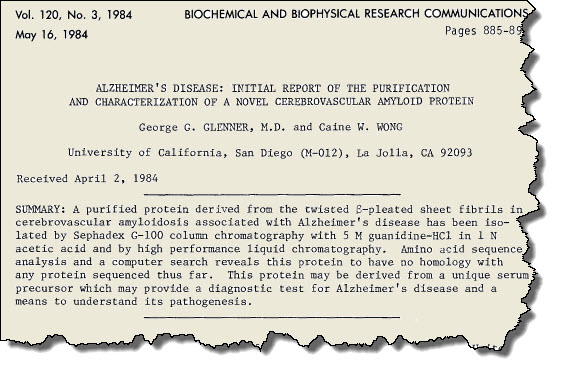 Vol. 120, No. 3, 1984 BIOCHEMICAL AND BIOPHYSICAL RESEARCH COMMUNICATIONS
May 16, 1984 Pages 885-89
ALZHEIMER'S DISEASE: INITIAL REPORT OF THE PURIFICATION
AND CHARACTERIZATION OF A NOVEL CEREBROVASCULAR AMYLOID PROTEIN
George G. GLENNER, M.D. and Caine W. WONG
University of California, San Diego (M-012), La Jolla, CA 92093
Received April 2, 1984
SUMMARY: A purified protein derived from the twisted β-pleated sheet fibrils in
cerebrovascular amyloidosis associated with Alzheimer's disease has been iso-
lated by Sephadex G-100 column chromatography with 5 M guanidine-HCl in 1 N
acetic acid and by high performance liquid chromatography. Amino acid sequence
analysis and a computer search reveals this protein to have no homology with
any protein sequenced thus far. This protein may be derived from a unique serum
precursor which may provide a diagnostic test for Alzheimer's disease and a
means to understand its pathogenesis.